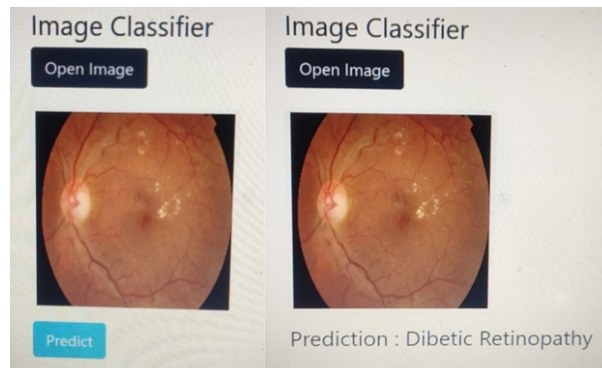 Image Classifier
Open Image
Predict
Image Classifier
Open Image
Prediction : Dibetic Retinopathy